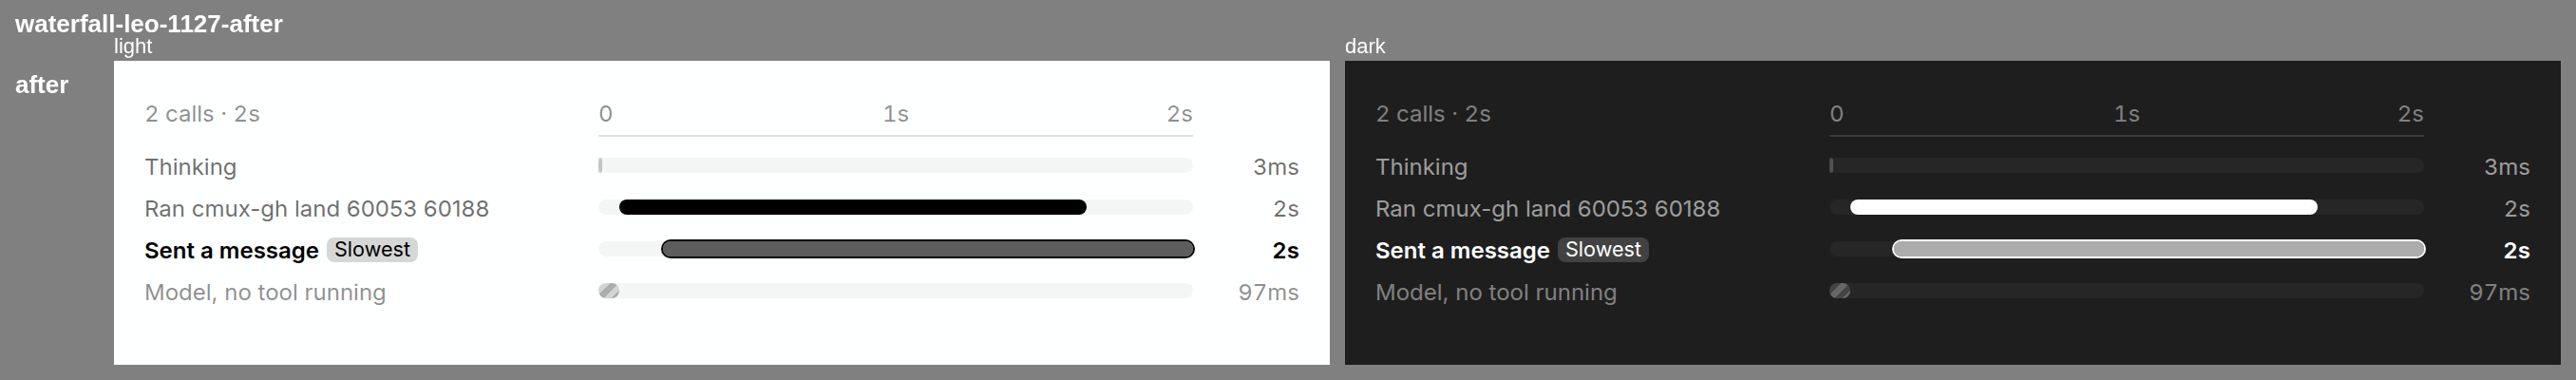 waterfall-leo-1127-after
light
dark
after
2 calls · 2s
0 1s 2s
Thinking 3ms
Ran cmux-gh land 60053 60188 2s
Sent a message Slowest 2s
Model, no tool running 97ms
2 calls · 2s
0 1s 2s
Thinking 3ms
Ran cmux-gh land 60053 60188 2s
Sent a message Slowest 2s
Model, no tool running 97ms